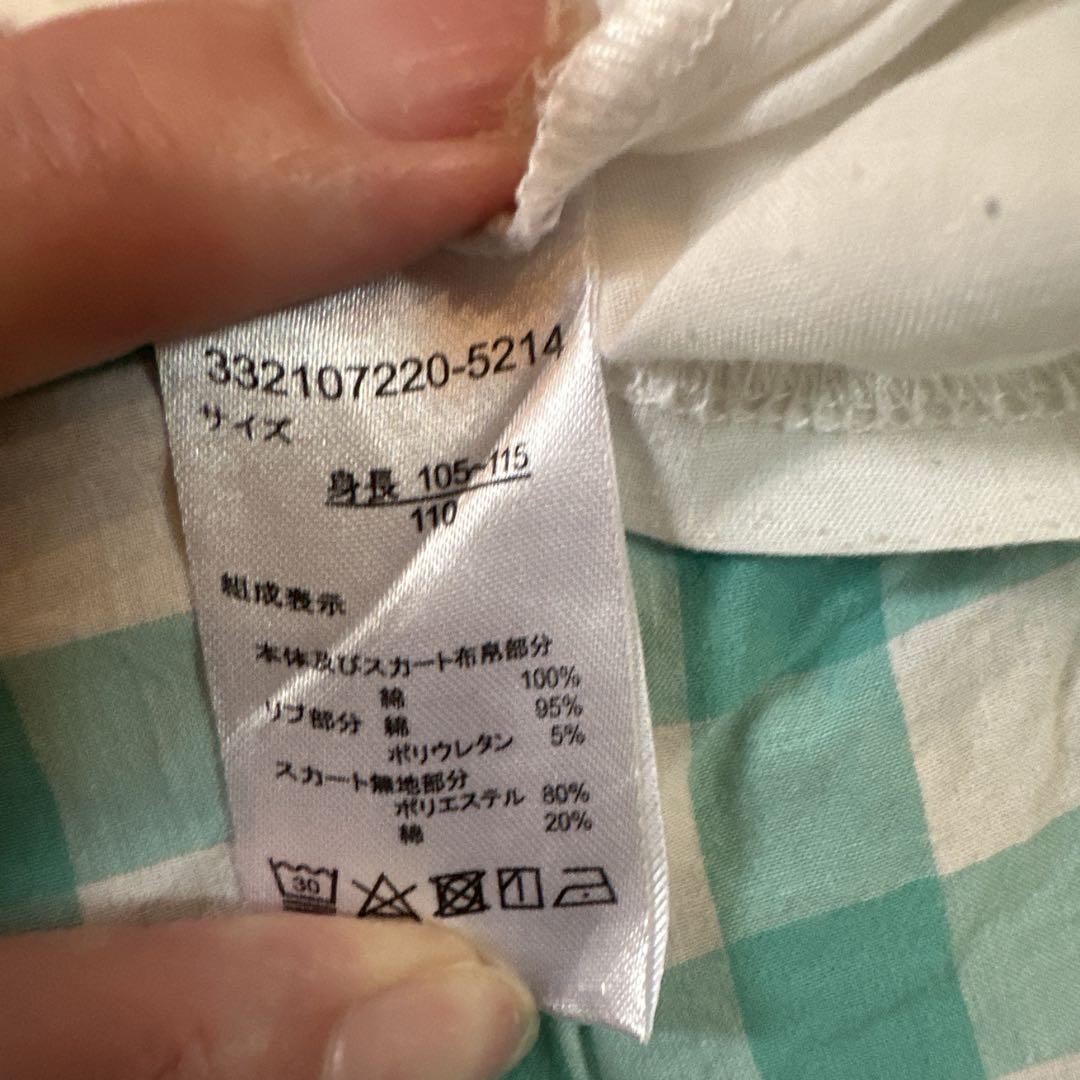 332107220-5214
サイズ
身長 105~115
110
組成表示
本体及びスカート布帛部分
綿 100%
リブ部分 綿 95%
ポリウレタン 5%
スカート無地部分
ポリエステル 80%
綿 20%
30